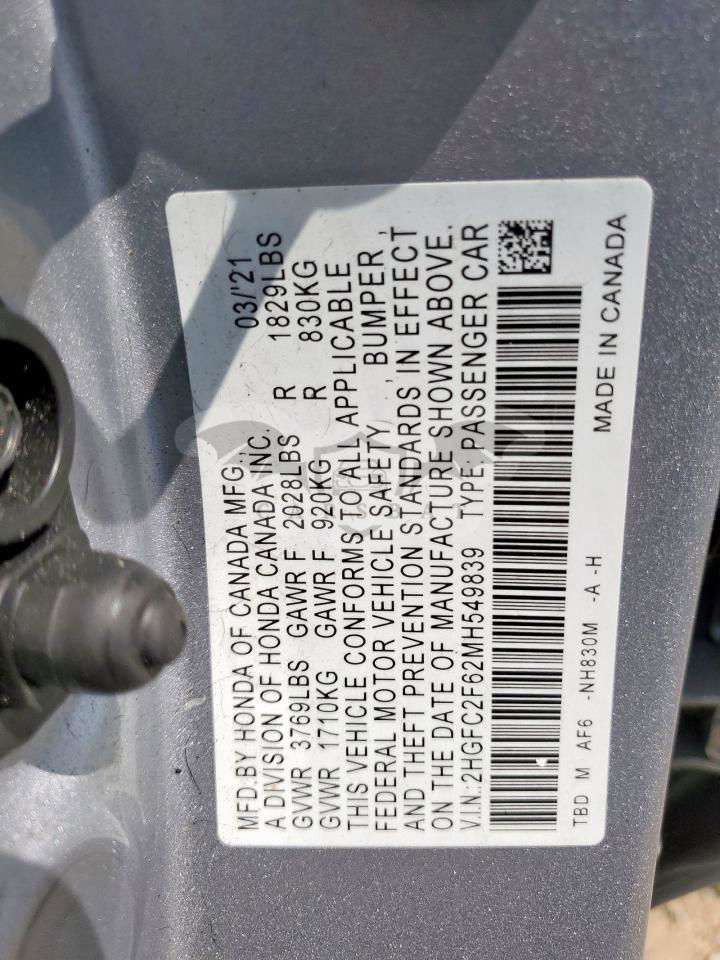 MFD.BY HONDA OF CANADA MFG., 03/'21
A DIVISION OF HONDA CANADA INC.
GVWR 3769LBS GAWR F 2028LBS R 1829LBS
GVWR 1710KG GAWR F 920KG R 830KG
THIS VEHICLE CONFORMS TO ALL APPLICABLE
FEDERAL MOTOR VEHICLE SAFETY, BUMPER,
AND THEFT PREVENTION STANDARDS IN EFFECT
ON THE DATE OF MANUFACTURE SHOWN ABOVE.
V.I.N.:2HGFC2F62MH549839 TYPE:PASSENGER CAR
TBD M AF6 -NH830M -A -H MADE IN CANADA